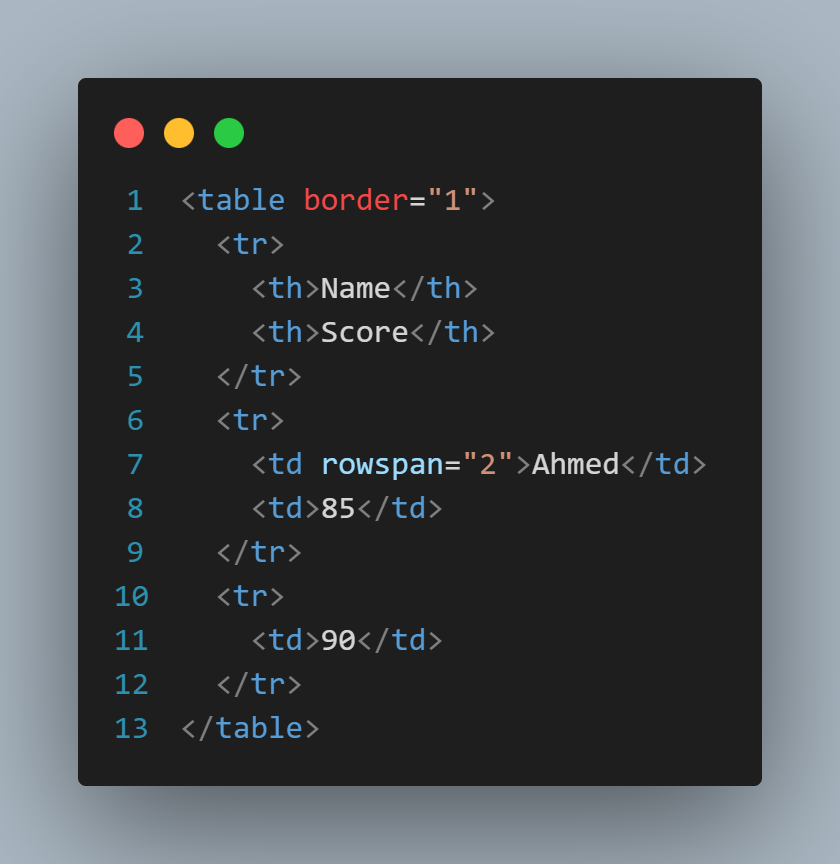 1 <table border="1">
2   <tr>
3     <th>Name</th>
4     <th>Score</th>
5   </tr>
6   <tr>
7     <td rowspan="2">Ahmed</td>
8     <td>85</td>
9   </tr>
10   <tr>
11     <td>90</td>
12   </tr>
13 </table>